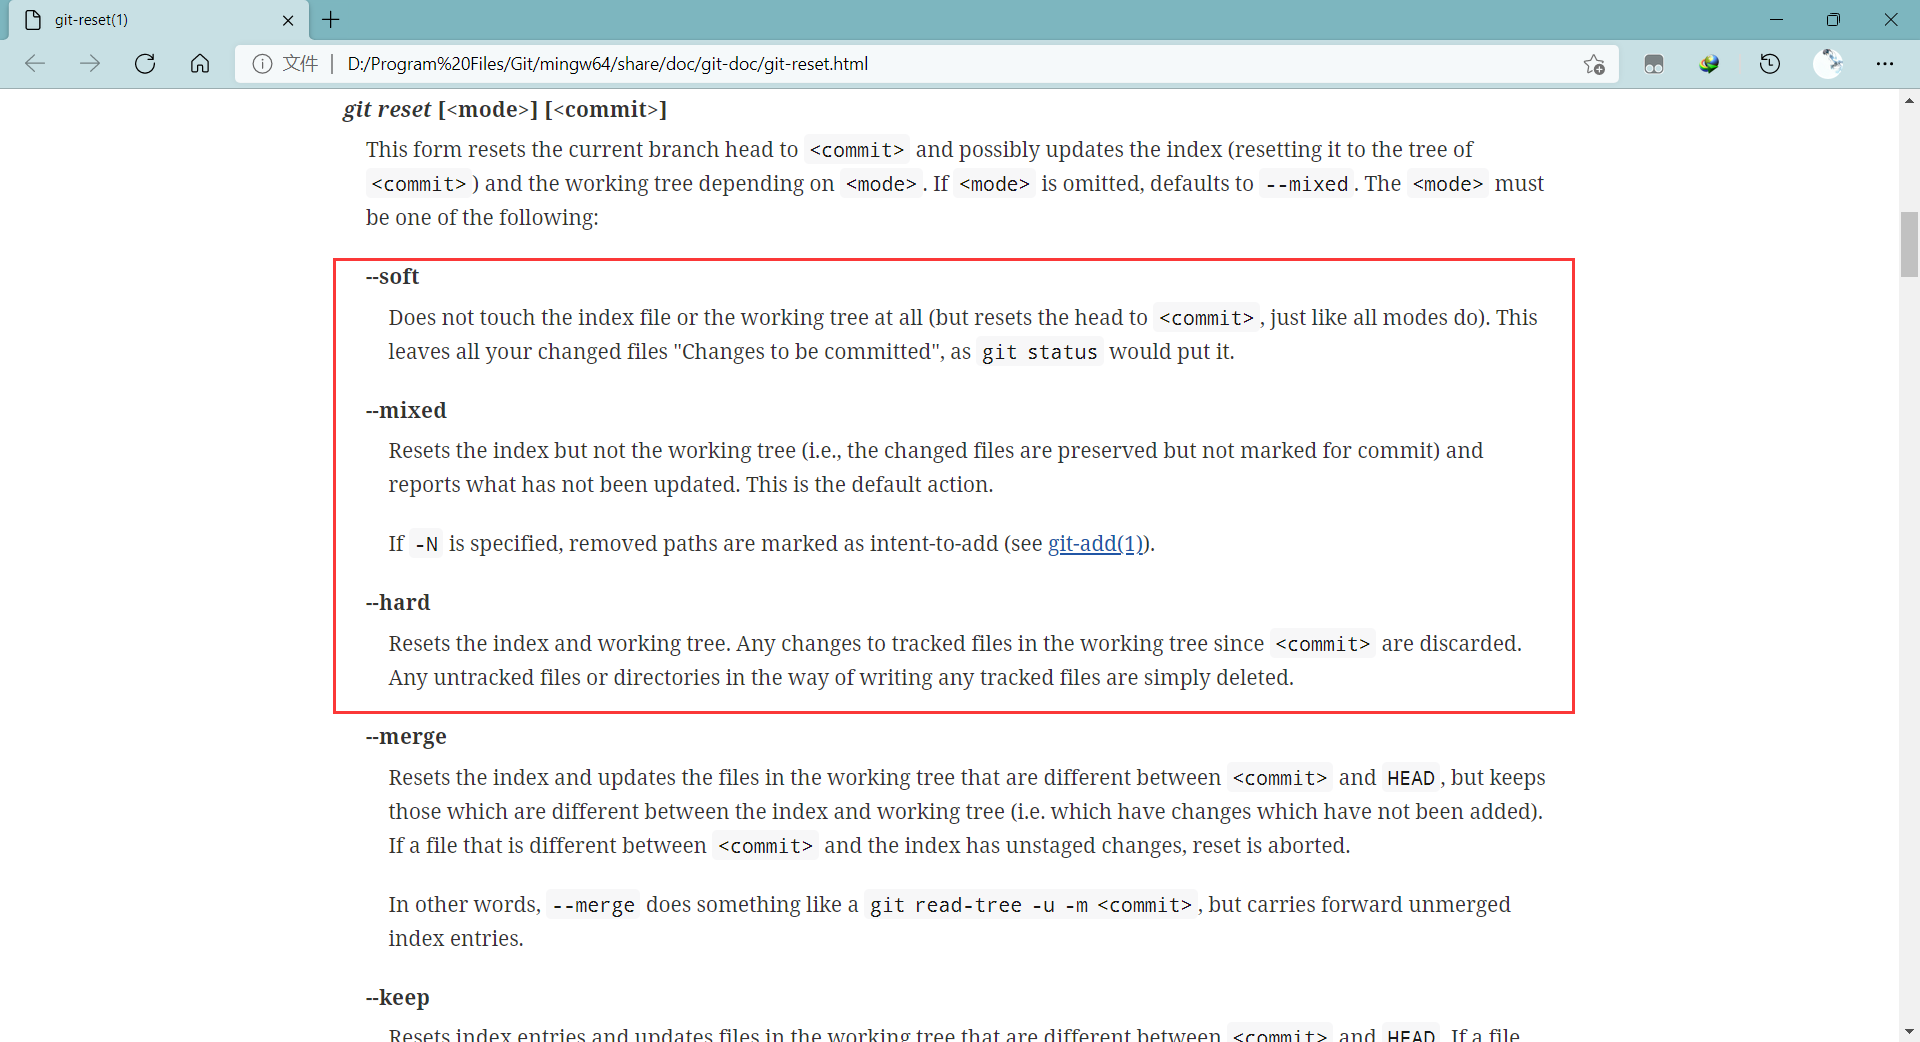 git-reset(1)
文件 D:/Program%20Files/Git/mingw64/share/doc/git-doc/git-reset.html
git reset [<mode>] [<commit>]
This form resets the current branch head to <commit> and possibly updates the index (resetting it to the tree of
<commit>) and the working tree depending on <mode>. If <mode> is omitted, defaults to --mixed. The <mode> must
be one of the following:
--soft
Does not touch the index file or the working tree at all (but resets the head to <commit>, just like all modes do). This
leaves all your changed files "Changes to be committed", as git status would put it.
--mixed
Resets the index but not the working tree (i.e., the changed files are preserved but not marked for commit) and
reports what has not been updated. This is the default action.
If -N is specified, removed paths are marked as intent-to-add (see git-add(1)).
--hard
Resets the index and working tree. Any changes to tracked files in the working tree since <commit> are discarded.
Any untracked files or directories in the way of writing any tracked files are simply deleted.
--merge
Resets the index and updates the files in the working tree that are different between <commit> and HEAD, but keeps
those which are different between the index and working tree (i.e. which have changes which have not been added).
If a file that is different between <commit> and the index has unstaged changes, reset is aborted.
In other words, --merge does something like a git read-tree -u -m <commit>, but carries forward unmerged
index entries.
--keep
Resets index entries and updates files in the working tree that are different between <commit> and HEAD. If a file